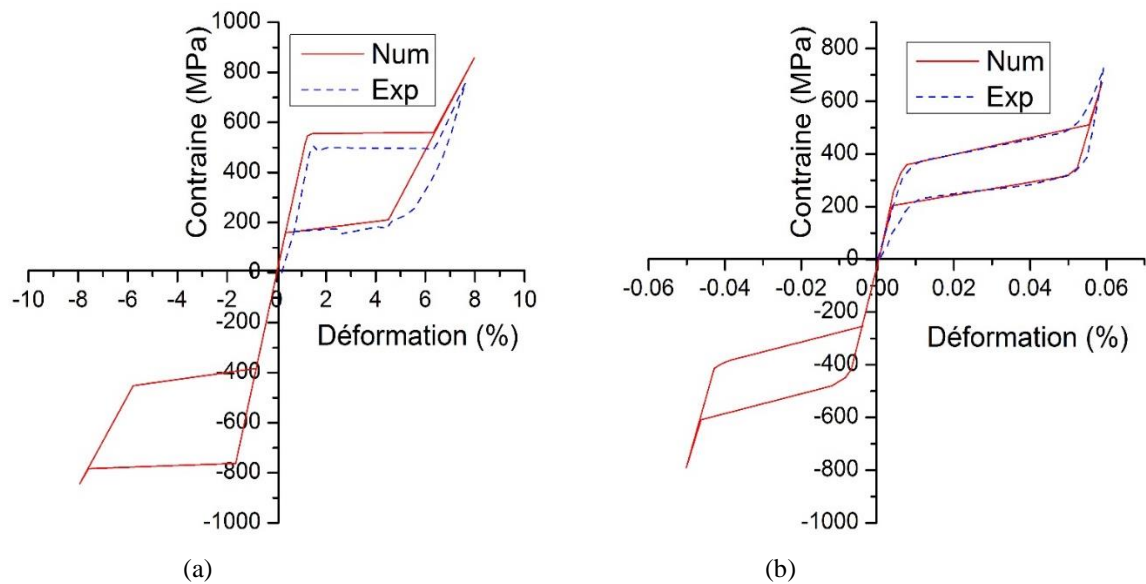 1000
800
600
400
200
0
-200
-400
-600
-800
-1000
-10 -8 -6 -4 -2 0 2 4 6 8 10
Contraine (MPa)
Déformation (%)
Num
Exp
(a)
800
600
400
200
0
-200
-400
-600
-800
-1000
-0.06 -0.04 -0.02 0.00 0.02 0.04 0.06
Contraine (MPa)
Déformation (%)
Num
Exp
(b)